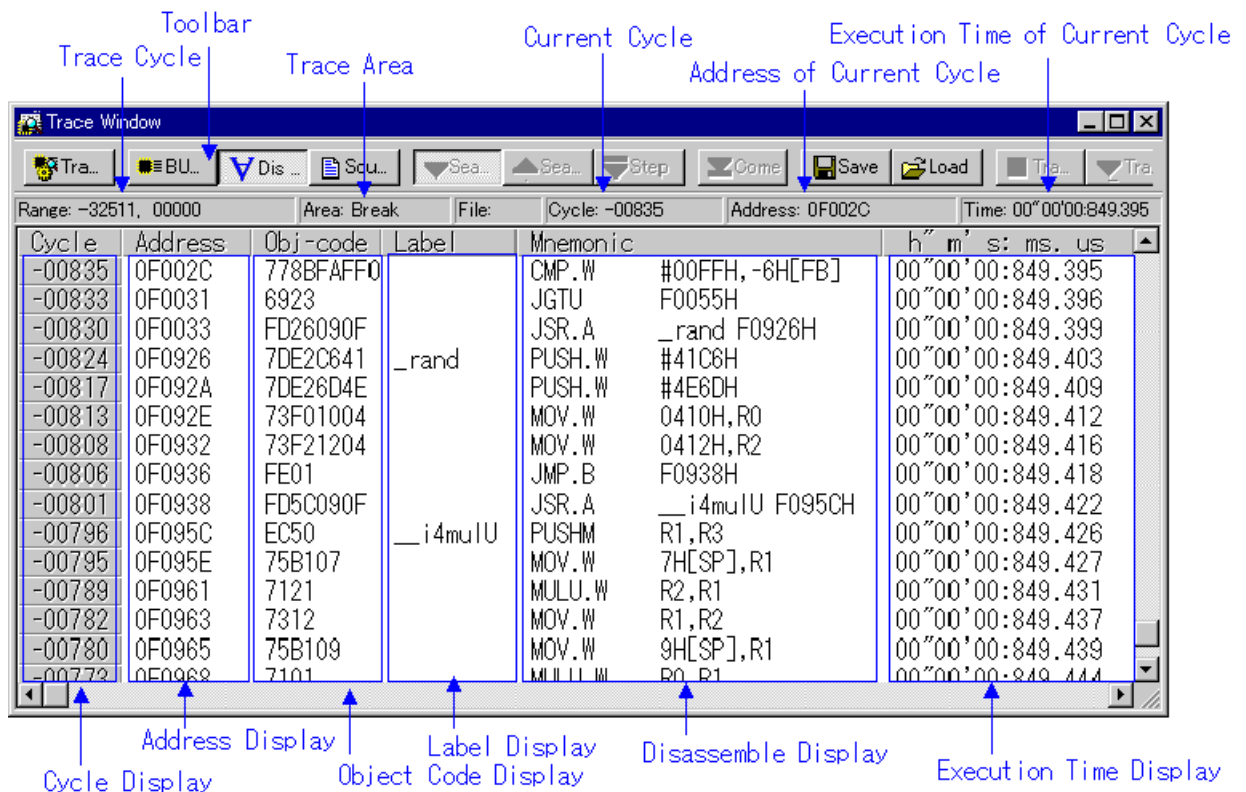 Toolbar
Current Cycle
Execution Time of Current Cycle
Trace Cycle
Trace Area
Address of Current Cycle
Trace Window
Tra... BU... Dis ... Sou... Sea... Sea... Step Come Save Load Tra... Tra
Range: -32511, 00000 Area: Break File: Cycle: -00835 Address: 0F002C Time: 00"00'00:849.395
Cycle Address Obj-code Label Mnemonic h" m' s: ms. us
-00835 0F002C 778BFAFF0 CMP.W #00FFH,-6H[FB] 00"00'00:849.395
-00833 0F0031 6923 JGTU F0055H 00"00'00:849.396
-00830 0F0033 FD26090F JSR.A _rand F0926H 00"00'00:849.399
-00824 0F0926 7DE2C641 _rand PUSH.W #41C6H 00"00'00:849.403
-00817 0F092A 7DE26D4E PUSH.W #4E6DH 00"00'00:849.409
-00813 0F092E 73F01004 MOV.W 0410H,R0 00"00'00:849.412
-00808 0F0932 73F21204 MOV.W 0412H,R2 00"00'00:849.416
-00806 0F0936 FE01 JMP.B F0938H 00"00'00:849.418
-00801 0F0938 FD5C090F JSR.A __i4mulU F095CH 00"00'00:849.422
-00796 0F095C EC50 __i4mulU PUSHM R1,R3 00"00'00:849.426
-00795 0F095E 75B107 MOV.W 7H[SP],R1 00"00'00:849.427
-00789 0F0961 7121 MULU.W R2,R1 00"00'00:849.431
-00782 0F0963 7312 MOV.W R1,R2 00"00'00:849.437
-00780 0F0965 75B109 MOV.W 9H[SP],R1 00"00'00:849.439
-00773 0F0968 7101 MULU.W R0,R1 00"00'00:849.444
Address Display
Label Display
Disassemble Display
Cycle Display
Object Code Display
Execution Time Display